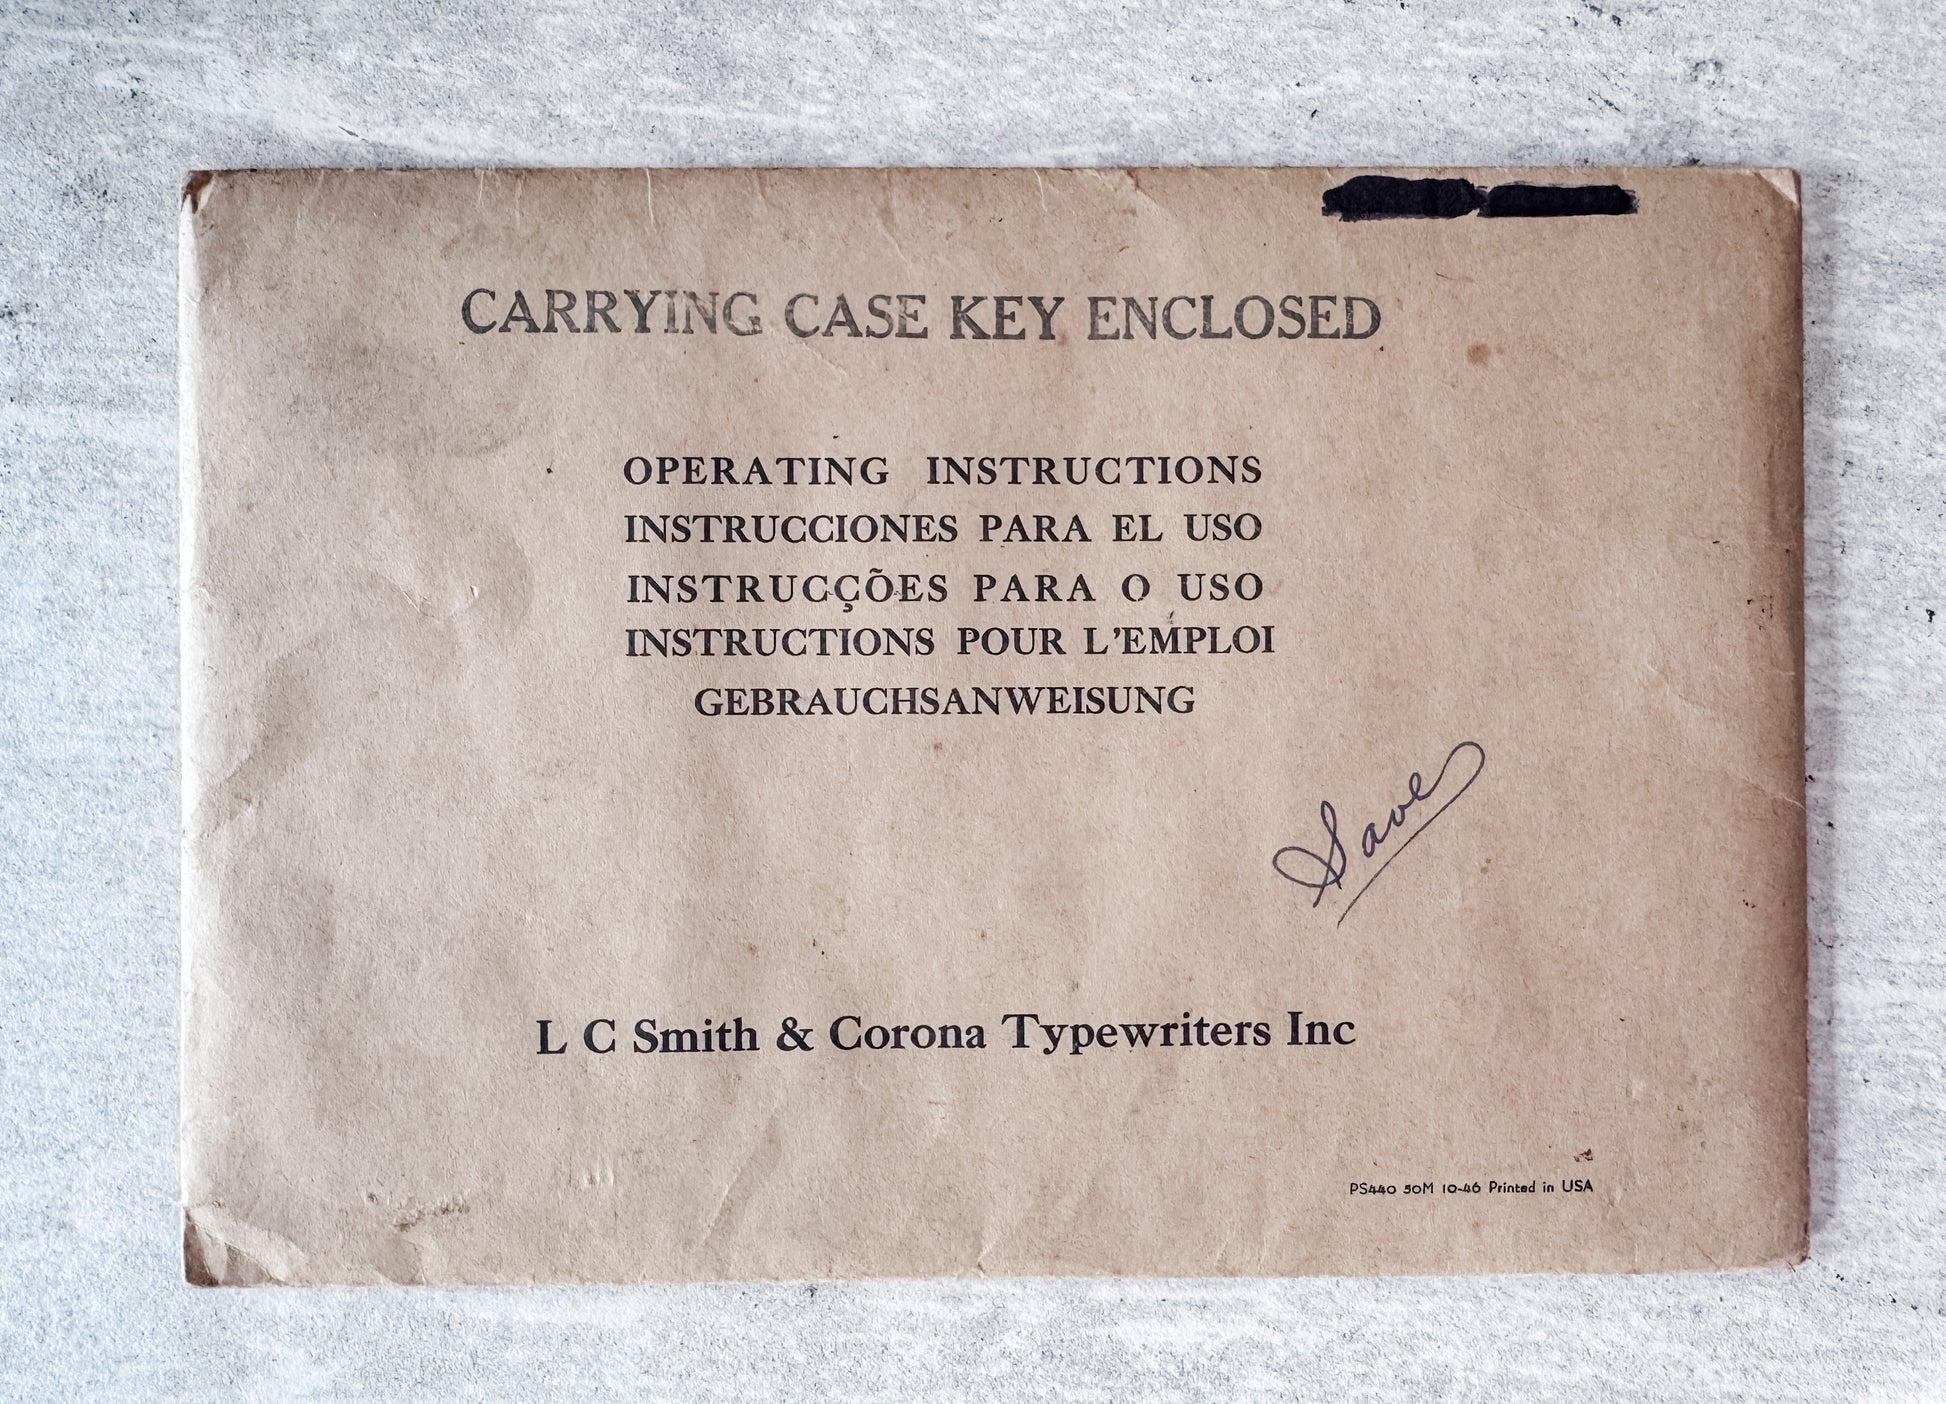 CARRYING CASE KEY ENCLOSED
OPERATING INSTRUCTIONS
INSTRUCCIONES PARA EL USO
INSTRUCÇÕES PARA O USO
INSTRUCTIONS POUR L'EMPLOI
GEBRAUCHSANWEISUNG
Save
L C Smith & Corona Typewriters Inc
PS440 50M 10-46 Printed in USA